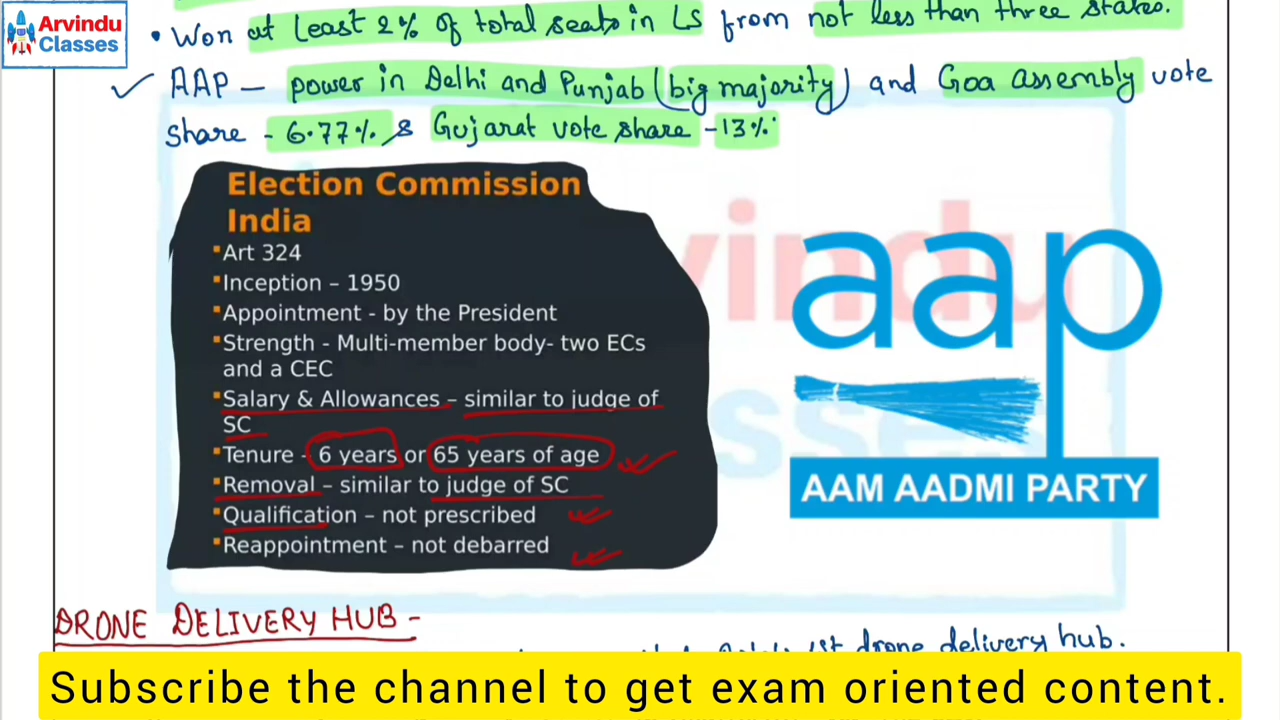 Arvindu
Classes
• Won at least 2% of total seats in LS from not less than three states.
✓ AAP – power in Delhi and Punjab (big majority) and Goa assembly vote
share - 6.77% & Gujarat vote share -13%
Election Commission
India
▪Art 324
▪Inception – 1950
▪Appointment - by the President
▪Strength - Multi-member body- two ECs
and a CEC
▪Salary & Allowances – similar to judge of
SC
▪Tenure - 6 years or 65 years of age
▪Removal – similar to judge of SC
▪Qualification – not prescribed
▪Reappointment – not debarred
aap
AAM AADMI PARTY
DRONE DELIVERY HUB -
1st drone delivery hub.
Subscribe the channel to get exam oriented content.